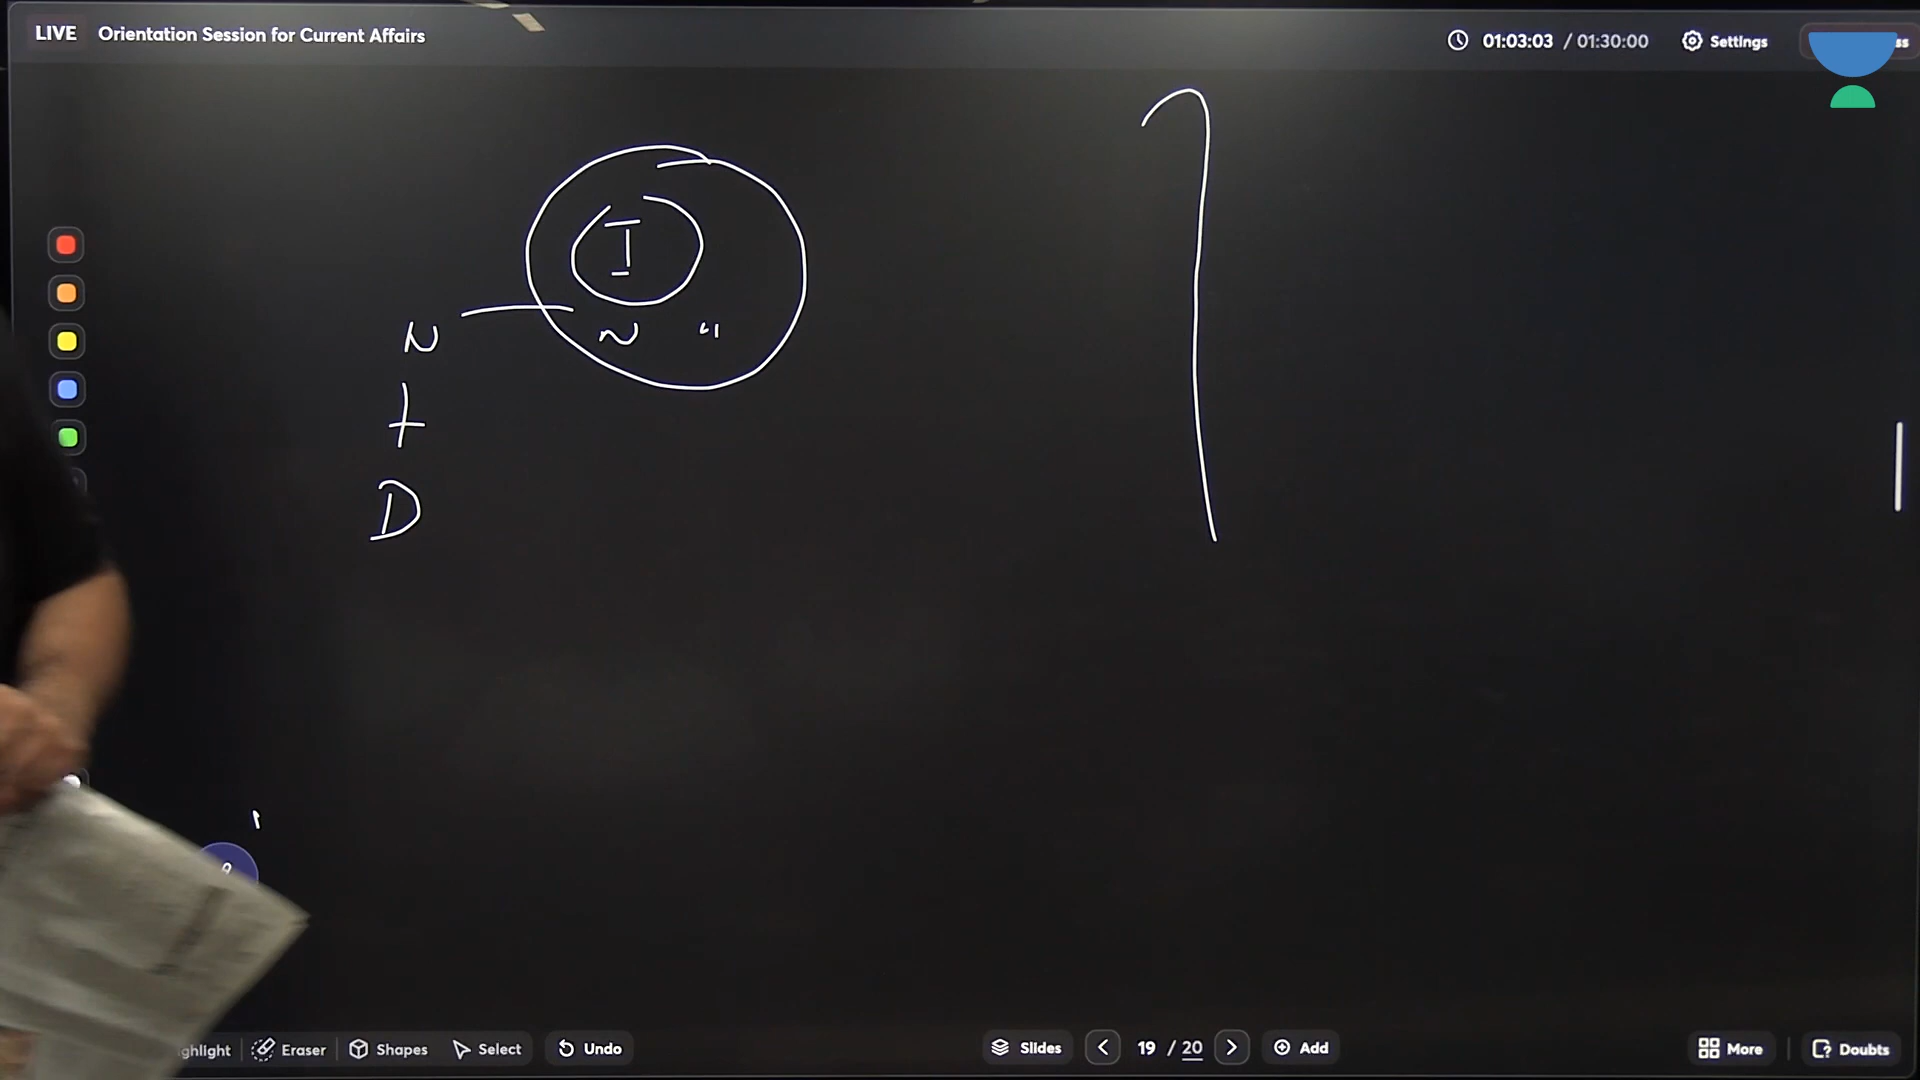 LIVE Orientation Session for Current Affairs 01:03:03 / 01:30:00 Settings ss
I
N N
+
D
ghlight Eraser Shapes Select Undo Slides 19 / 20 Add More Doubts